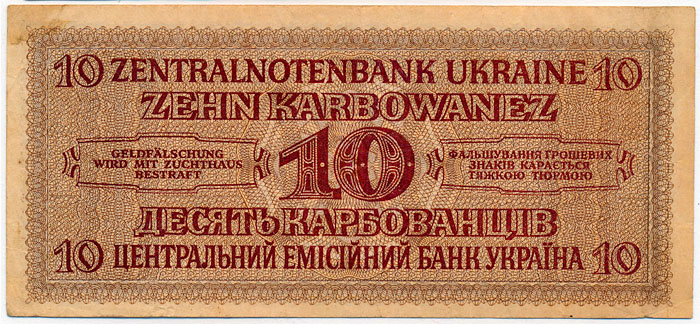 10 ZENTRALNOTENBANK UKRAINE 10
ZEHN KARBOWANEZ
GELDFÄLSCHUNG
WIRD MIT ZUCHTHAUS
BESTRAFT
10
ФАЛЬШУВАННЯ ГРОШЕВИХ
ЗНАКІВ КАРАЄТЬСЯ
ТЯЖКОЮ ТЮРМОЮ
ДЕСЯТЬ КАРБОВАНЦІВ
10 ЦЕНТРАЛЬНИЙ ЕМІСІЙНИЙ БАНК УКРАЇНА 10